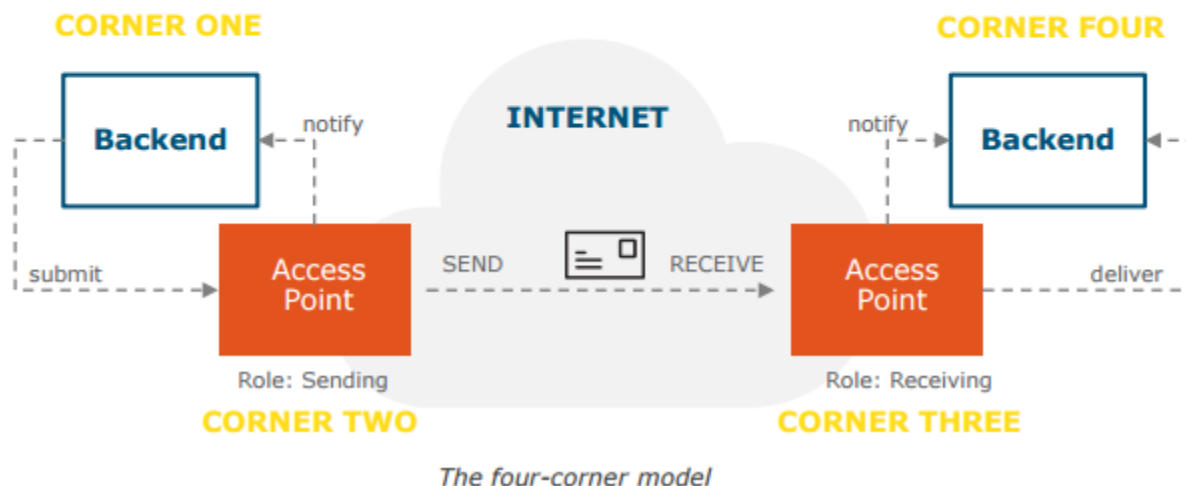 CORNER ONE
CORNER FOUR
Backend
notify
INTERNET
notify
Backend
submit
Access
Point
SEND
RECEIVE
Access
Point
deliver
Role: Sending
Role: Receiving
CORNER TWO
CORNER THREE
The four-corner model